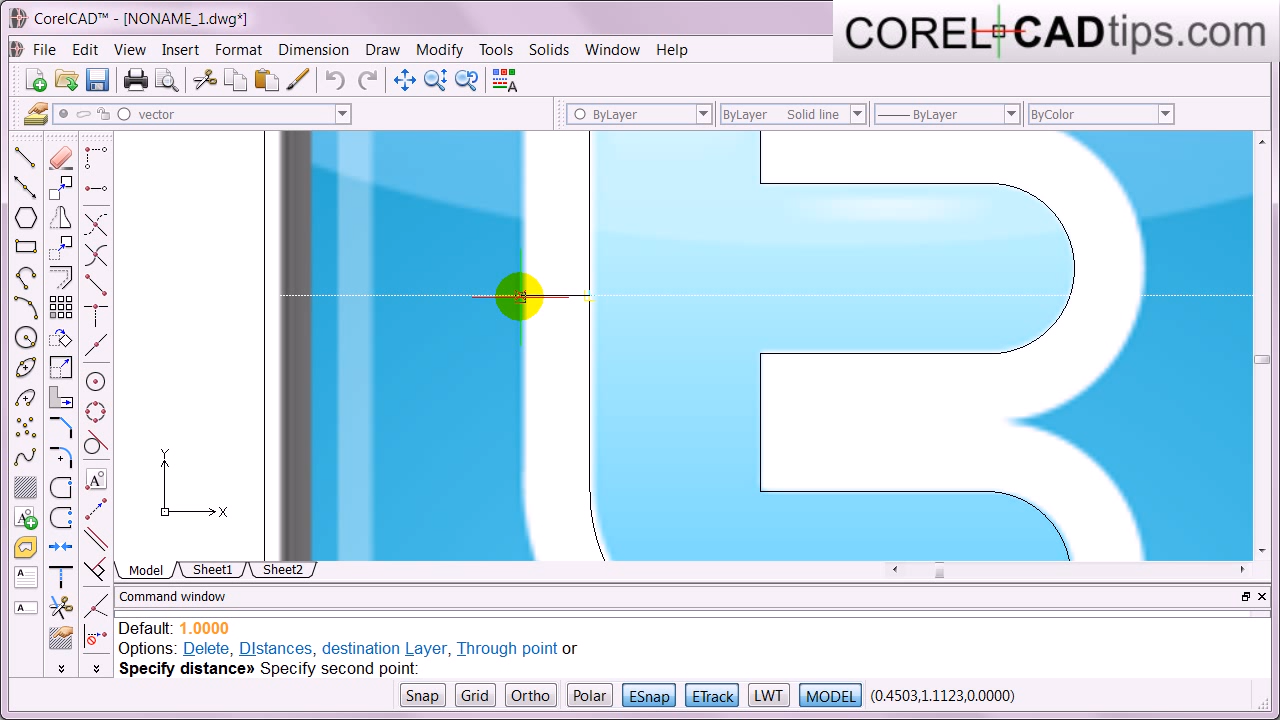 CorelCAD™ - [NONAME_1.dwg*]
COREL CADtips.com
File Edit View Insert Format Dimension Draw Modify Tools Solids Window Help
vector ByLayer ByLayer Solid line ByLayer ByColor
Y
X
Model Sheet1 Sheet2
Command window
Default: 1.0000
Options: Delete, DIstances, destination Layer, Through point or
Specify distance» Specify second point:
Snap Grid Ortho Polar ESnap ETrack LWT MODEL (0.4503,1.1123,0.0000)